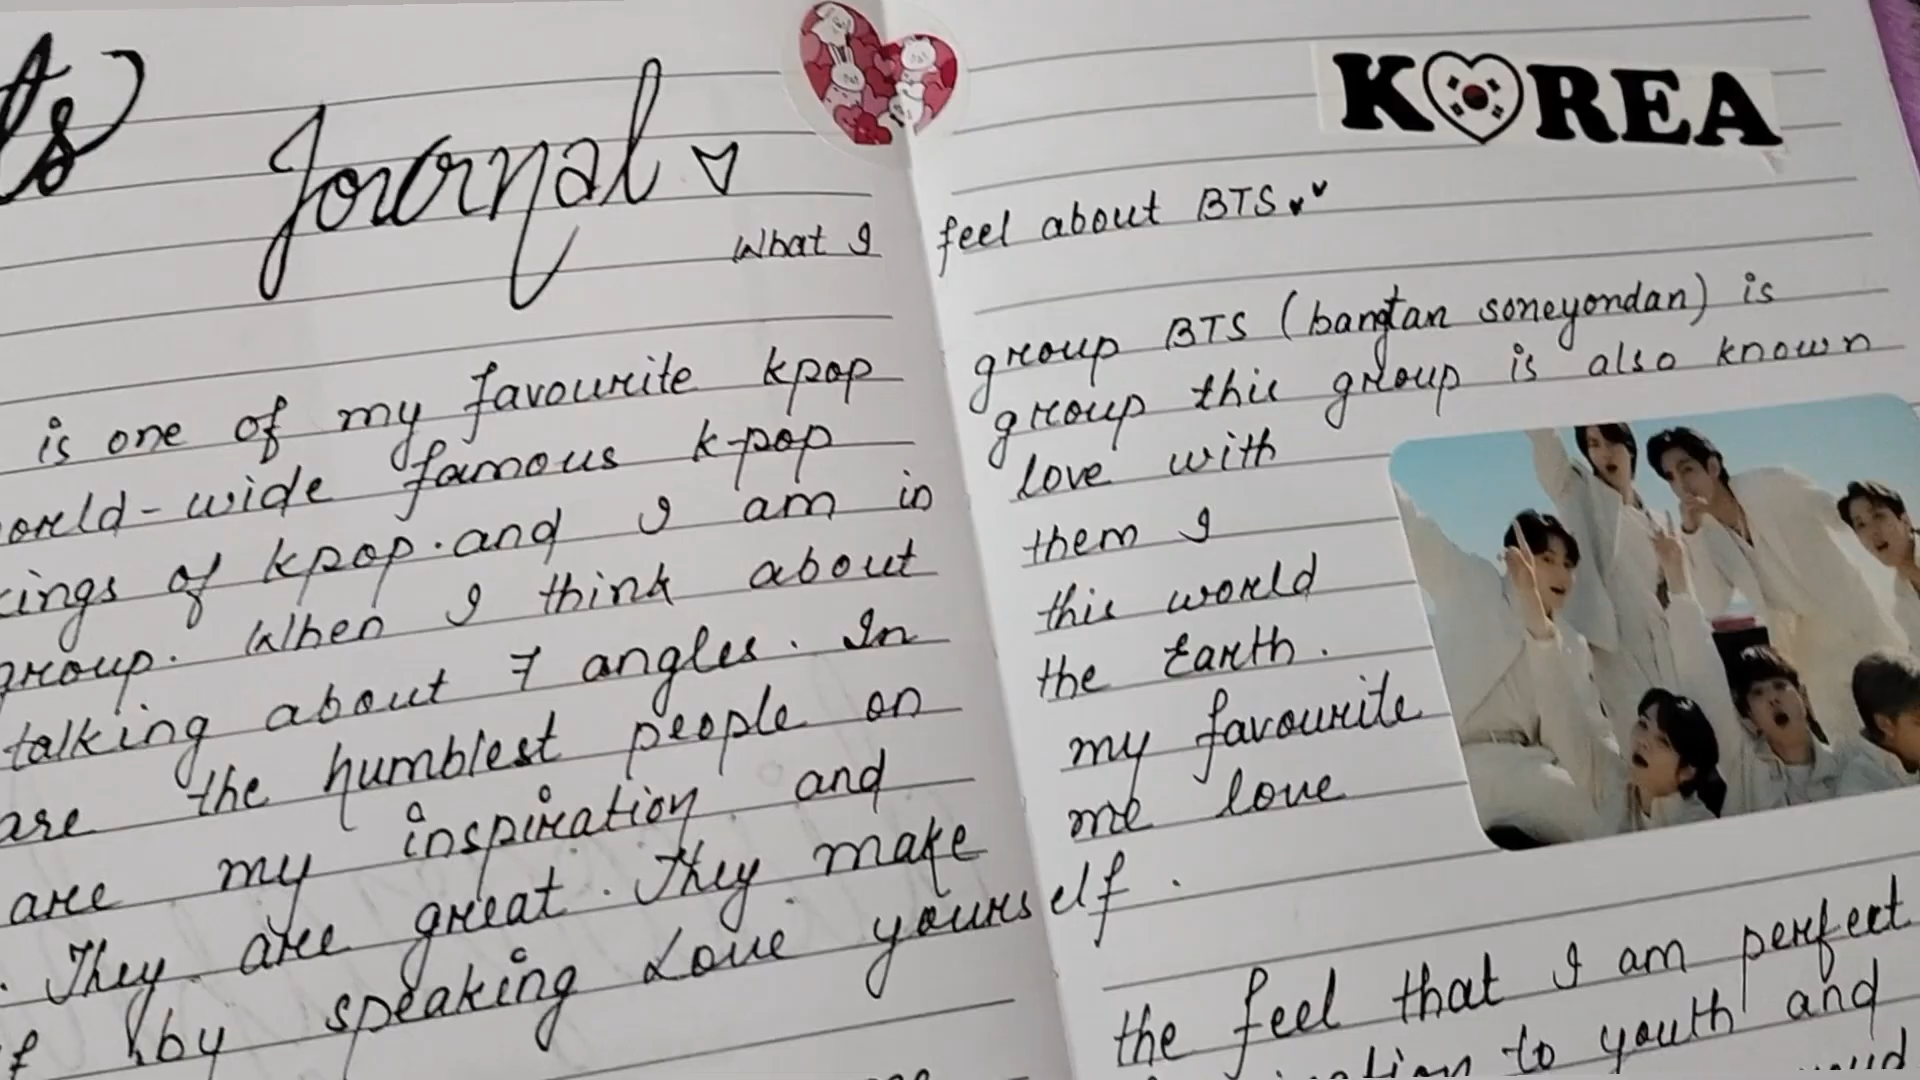 ts Journal
KOREA
What I feel about BTS.
is one of my favourite kpop group BTS (bangtan soneyondan) is
orld-wide famous k-pop group this group is also known
kings of kpop. and I am in love with
group. When I think about them I
talking about 7 angles. In this world
are the humblest people on the Earth.
are my inspiration and my favourite
. They are great. They make me love
f by speaking Love yourself.
the feel that I am perfect
to youth and